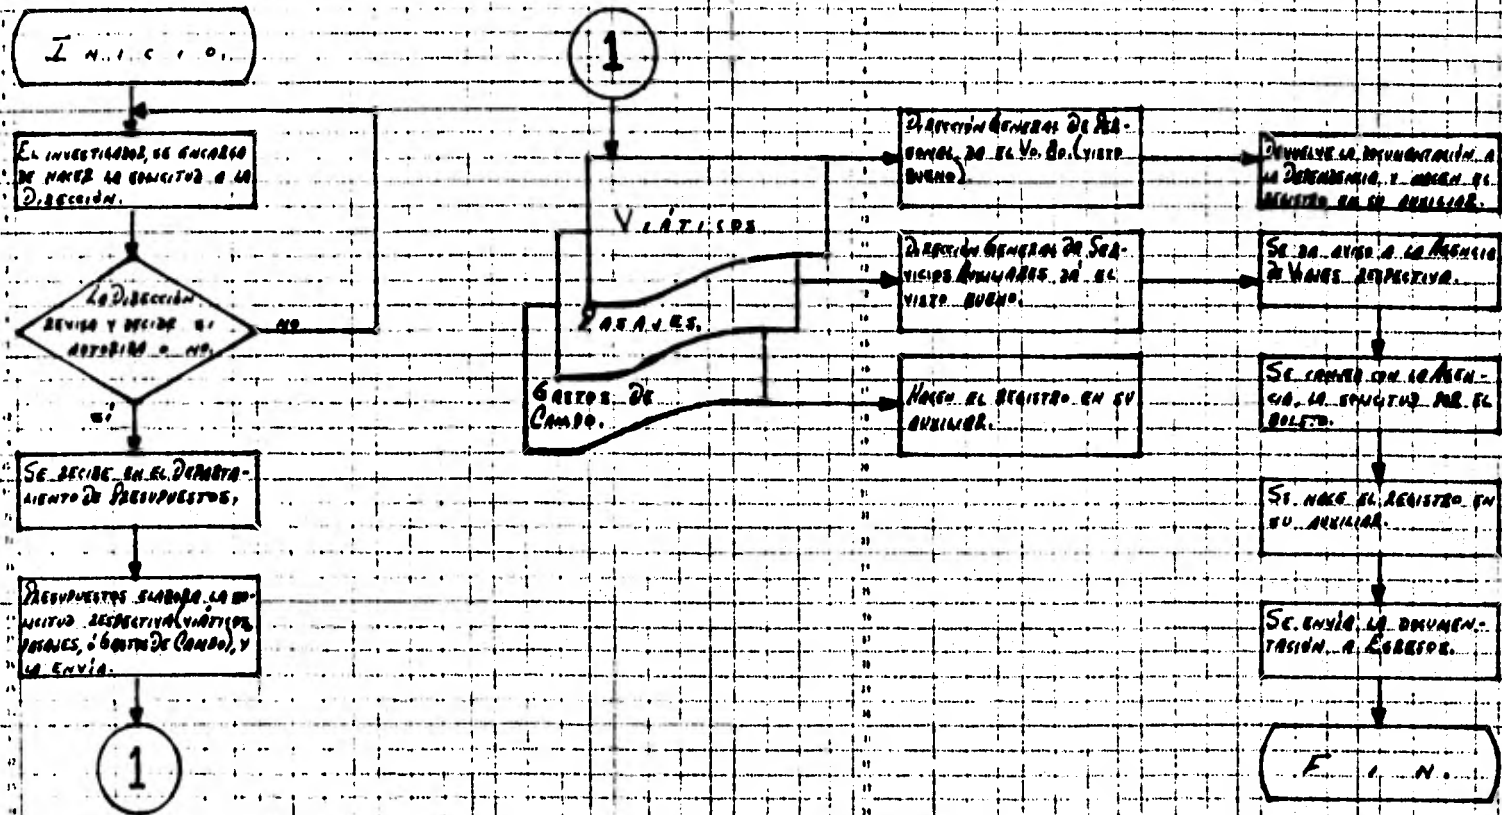 INICIO.
EL INVESTIGADOR, SE ENCARGA
DE HACER LA SOLICITUD A LA
DIRECCIÓN.
LA DIRECCIÓN
REVISA Y DECIDE SI
AUTORIZA O NO.
NO
SÍ
SE RECIBE EN EL DEPARTA-
MIENTO DE PRESUPUESTOS.
PRESUPUESTOS ELABORA LA SO-
LICITUD RESPECTIVA (VIÁTICOS,
PASAJES, Ó GASTOS DE CAMPO), Y
LA ENVÍA.
1
1
VIÁTICOS
PASAJES.
GASTOS DE
CAMPO.
DIRECCIÓN GENERAL DE PER-
SONAL DA EL VO. BO. (VISTO
BUENO).
DIRECCIÓN GENERAL DE SER-
VICIOS AUXILIARES DÁ EL
VISTO BUENO.
HACEN EL REGISTRO EN SU
AUXILIAR.
DEVUELVE LA DOCUMENTACIÓN A
LA DEPENDENCIA, Y HACEN EL
REGISTRO EN SU AUXILIAR.
SE DA AVISO A LA AGENCIA
DE VIAJES RESPECTIVA.
SE CANJEA CON LA AGEN-
CIA, LA SOLICITUD POR EL
BOLETO.
SE HACE EL REGISTRO EN
SU AUXILIAR.
SE ENVÍA LA DOCUMEN-
TACIÓN A EGRESOS.
FIN.